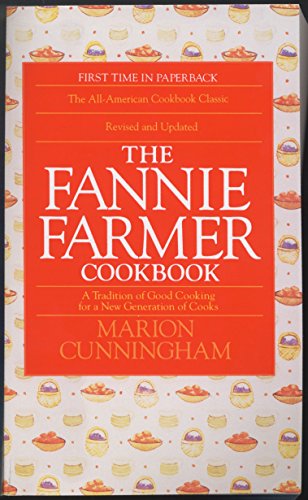 FIRST TIME IN PAPERBACK
The All-American Cookbook Classic
Revised and Updated
THE
FANNIE
FARMER
COOKBOOK
A Tradition of Good Cooking
for a New Generation of Cooks
MARION
CUNNINGHAM